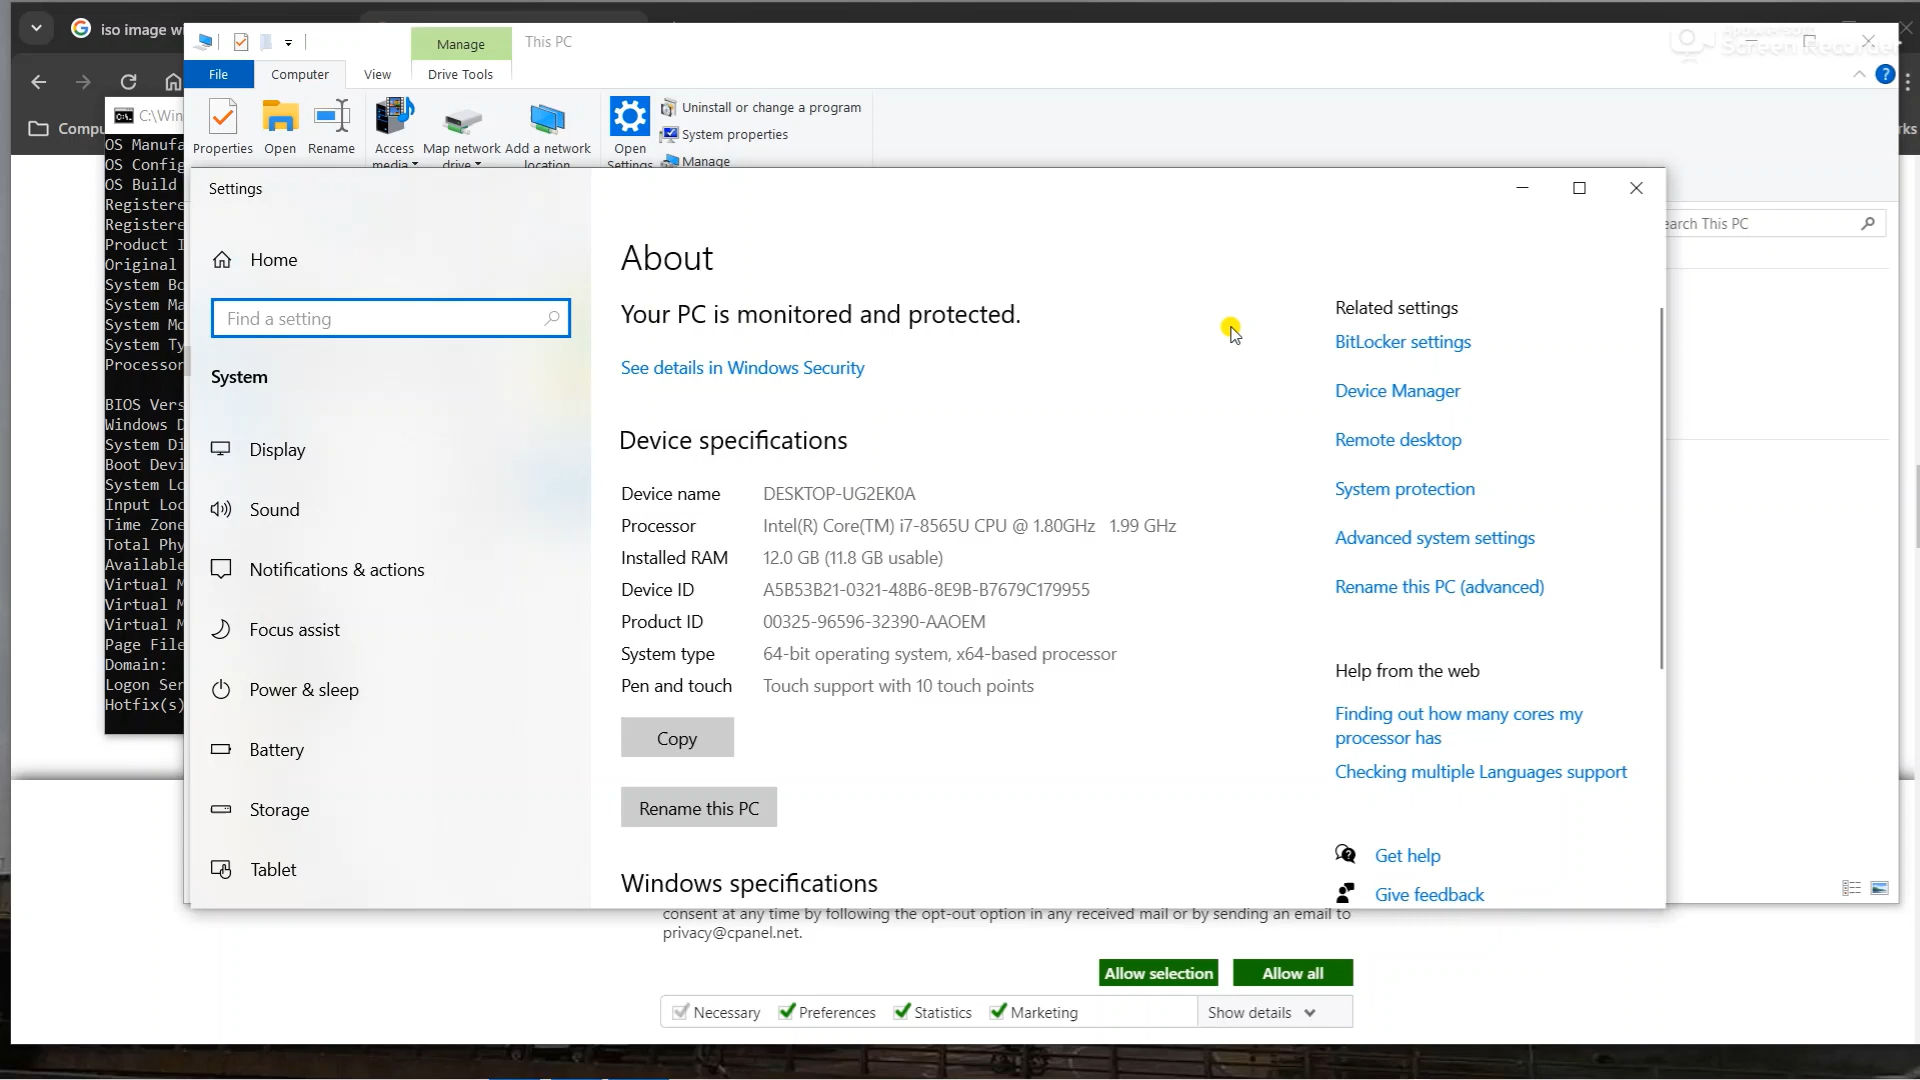 iso image wi
Manage
This PC
Screen Recorder
File
Computer
View
Drive Tools
Properties
Open
Rename
Access
media
Map network
drive
Add a network
location
Open
Settings
Uninstall or change a program
System properties
Manage
Compu
rks
C:\Win
OS Manufa
OS Config
OS Build
Registere
Registere
Product I
Original
System Bo
System Ma
System Mo
System Ty
Processor
BIOS Vers
Windows D
System Di
Boot Devi
System Lo
Input Loc
Time Zone
Total Phy
Available
Virtual M
Virtual M
Virtual M
Page File
Domain:
Logon Ser
Hotfix(s)
earch This PC
Settings
Home
Find a setting
System
Display
Sound
Notifications & actions
Focus assist
Power & sleep
Battery
Storage
Tablet
About
Your PC is monitored and protected.
See details in Windows Security
Device specifications
Device name DESKTOP-UG2EK0A
Processor Intel(R) Core(TM) i7-8565U CPU @ 1.80GHz 1.99 GHz
Installed RAM 12.0 GB (11.8 GB usable)
Device ID A5B53B21-0321-48B6-8E9B-B7679C179955
Product ID 00325-96596-32390-AAOEM
System type 64-bit operating system, x64-based processor
Pen and touch Touch support with 10 touch points
Copy
Rename this PC
Windows specifications
Related settings
BitLocker settings
Device Manager
Remote desktop
System protection
Advanced system settings
Rename this PC (advanced)
Help from the web
Finding out how many cores my
processor has
Checking multiple Languages support
Get help
Give feedback
consent at any time by following the opt-out option in any received mail or by sending an email to
privacy@cpanel.net.
Allow selection
Allow all
Necessary
Preferences
Statistics
Marketing
Show details